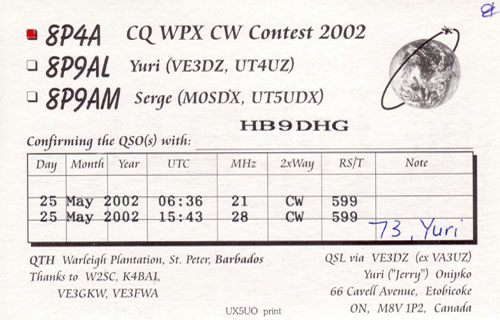 8P4A CQ WPX CW Contest 2002
8P9AL Yuri (VE3DZ, UT4UZ)
8P9AM Serge (M0SDX, UT5UDX)
HB9DHG
Confirming the QSO(s) with:
Day Month Year UTC MHz 2xWay RS/T Note
25 May 2002 06:36 21 CW 599
25 May 2002 15:43 28 CW 599
73, Yuri
QTH Warleigh Plantation, St. Peter, Barbados
Thanks to W2SC, K4BAI,
VE3GKW, VE3FWA
QSL via VE3DZ (ex VA3UZ)
Yuri ("Jerry") Onipko
66 Cavell Avenue, Etobicoke
ON, M8V 1P2, Canada
UX5UO print